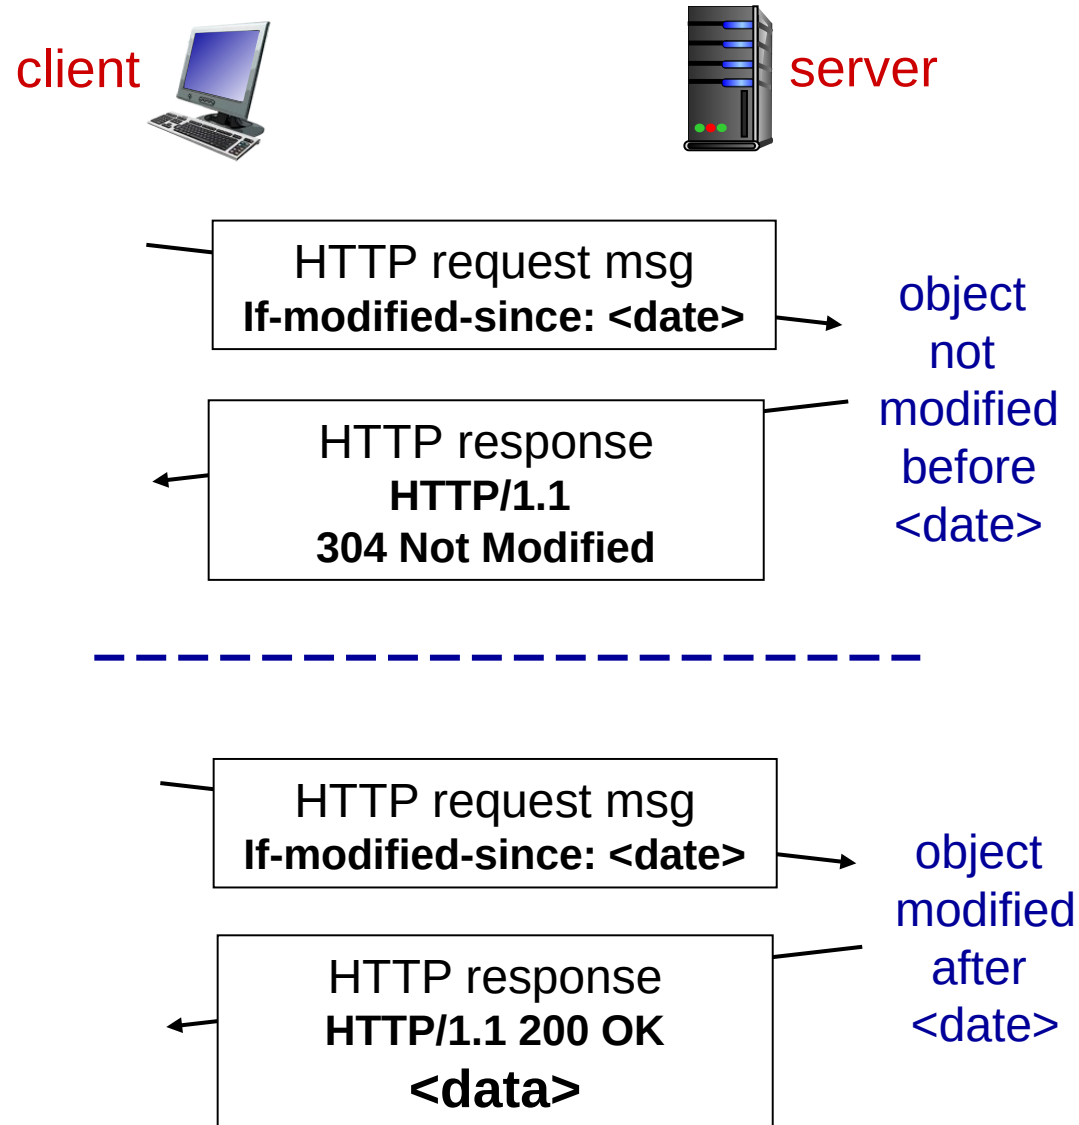 client
server
HTTP request msg
If-modified-since: <date>
object
not
modified
before
<date>
HTTP response
HTTP/1.1
304 Not Modified
HTTP request msg
If-modified-since: <date>
object
modified
after
<date>
HTTP response
HTTP/1.1 200 OK
<data>